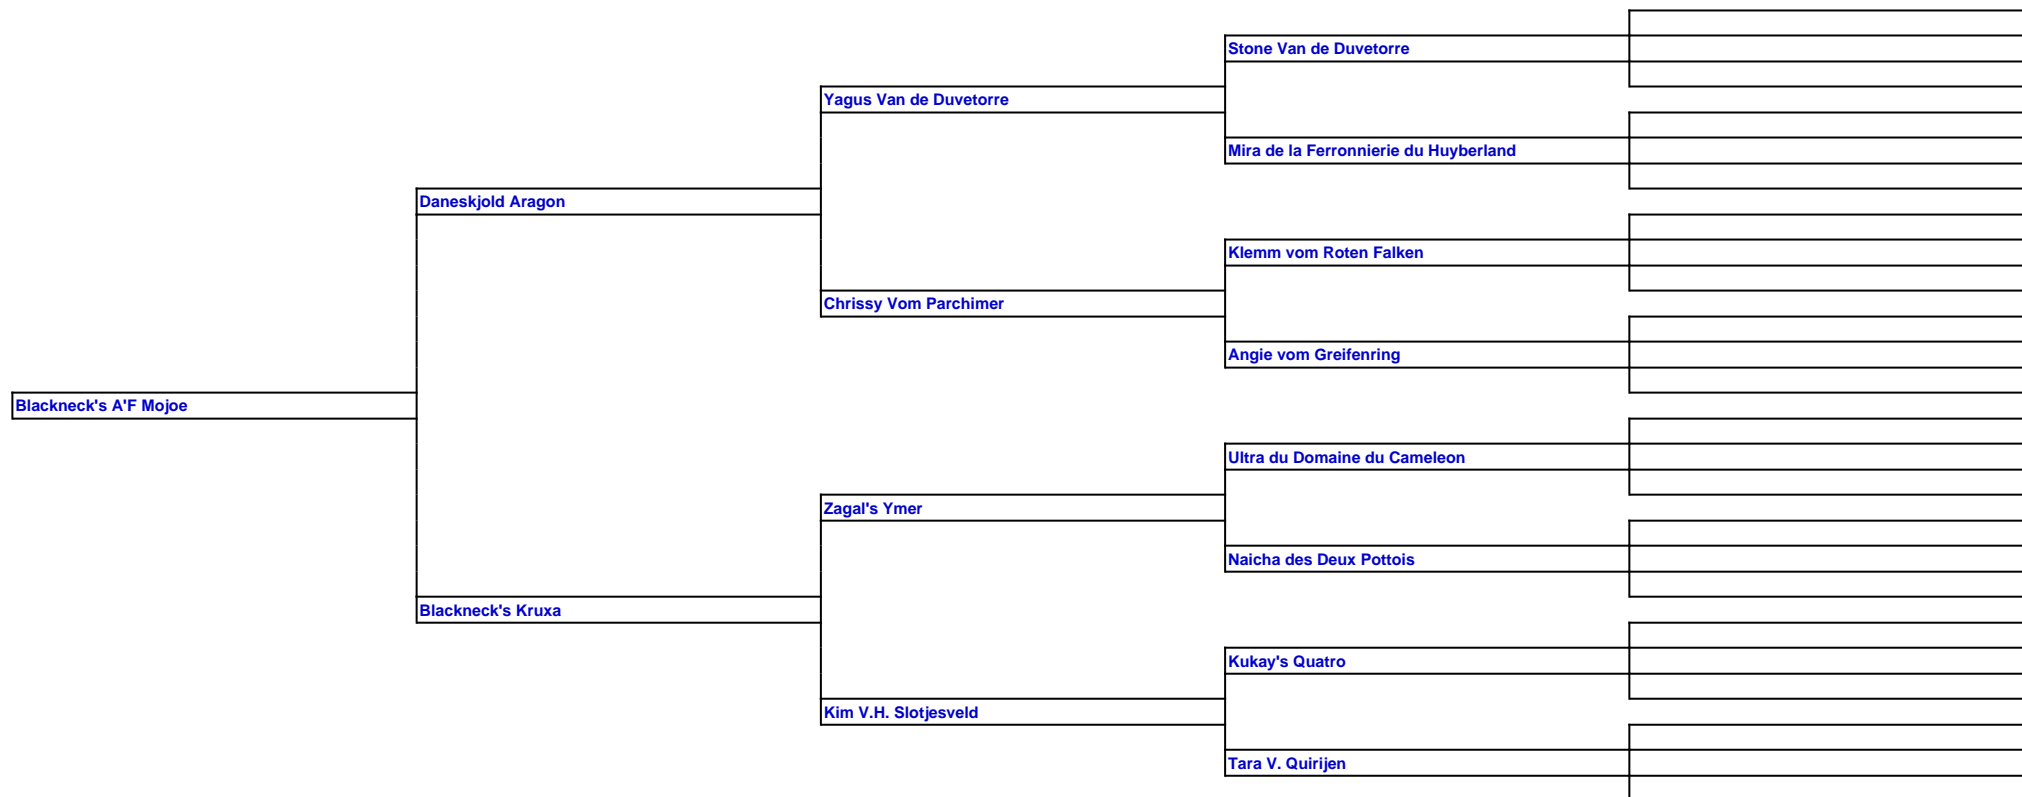 Stone Van de Duvetorre
Yagus Van de Duvetorre
Mira de la Ferronnierie du Huyberland
Daneskjold Aragon
Klemm vom Roten Falken
Chrissy Vom Parchimer
Angie vom Greifenring
Blackneck's A'F Mojoe
Ultra du Domaine du Cameleon
Zagal's Ymer
Naicha des Deux Pottois
Blackneck's Kruxa
Kukay's Quatro
Kim V.H. Slotjesveld
Tara V. Quirijen